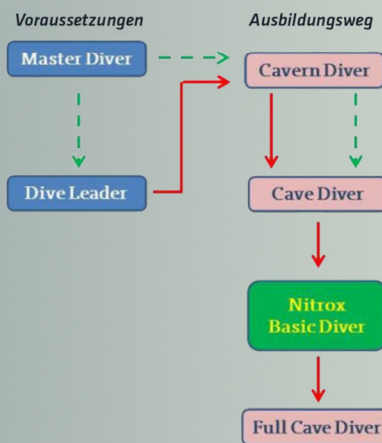 Voraussetzungen
Ausbildungsweg
Master Diver
Cavern Diver
Dive Leader
Cave Diver
Nitrox
Basic Diver
Full Cave Diver